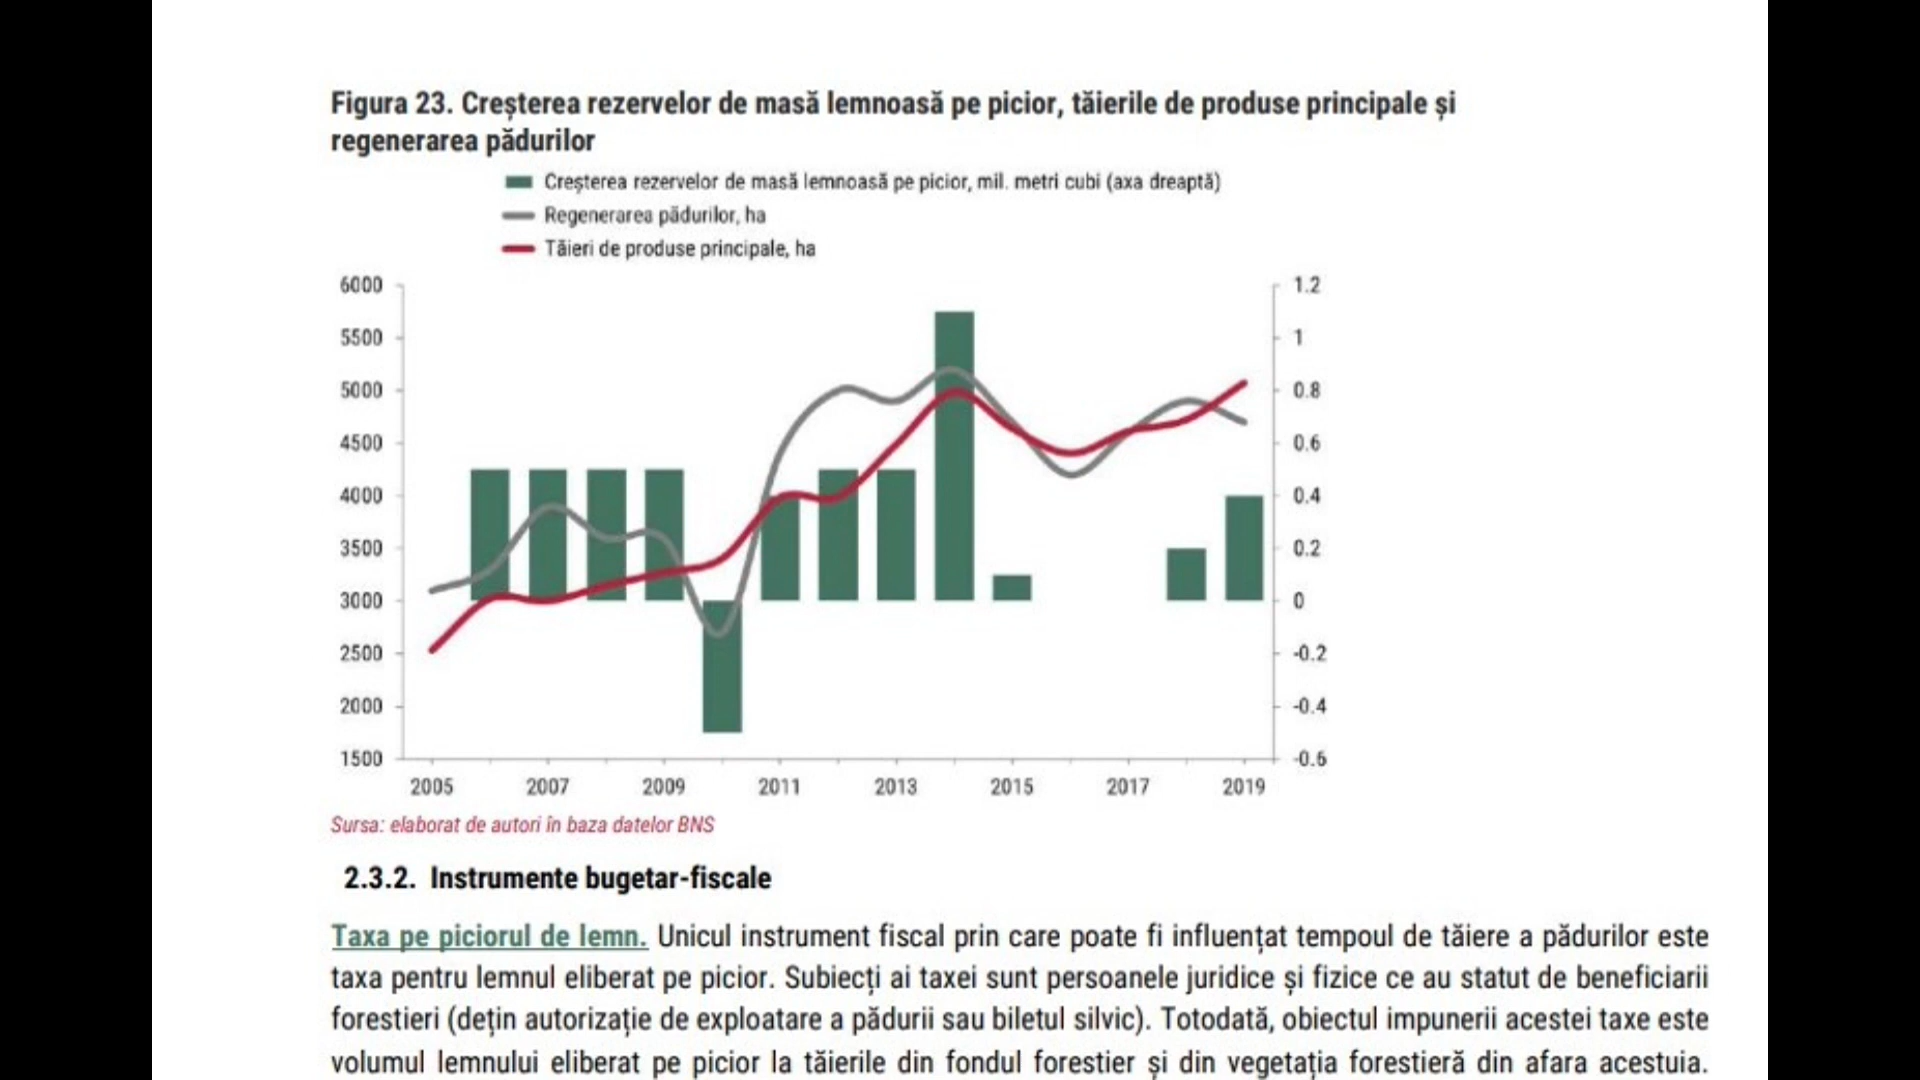 Figura 23. Creșterea rezervelor de masă lemnoasă pe picior, tăierile de produse principale și
regenerarea pădurilor
Creșterea rezervelor de masă lemnoasă pe picior, mil. metri cubi (axa dreaptă)
Regenerarea pădurilor, ha
Tăieri de produse principale, ha
6000 1.2
5500 1
5000 0.8
4500 0.6
4000 0.4
3500 0.2
3000 0
2500 -0.2
2000 -0.4
1500 -0.6
2005 2007 2009 2011 2013 2015 2017 2019
Sursa: elaborat de autori în baza datelor BNS
2.3.2. Instrumente bugetar-fiscale
Taxa pe piciorul de lemn. Unicul instrument fiscal prin care poate fi influențat tempoul de tăiere a pădurilor este
taxa pentru lemnul eliberat pe picior. Subiecți ai taxei sunt persoanele juridice și fizice ce au statut de beneficiarii
forestieri (dețin autorizație de exploatare a pădurii sau biletul silvic). Totodată, obiectul impunerii acestei taxe este
volumul lemnului eliberat pe picior la tăierile din fondul forestier și din vegetația forestieră din afara acestuia.